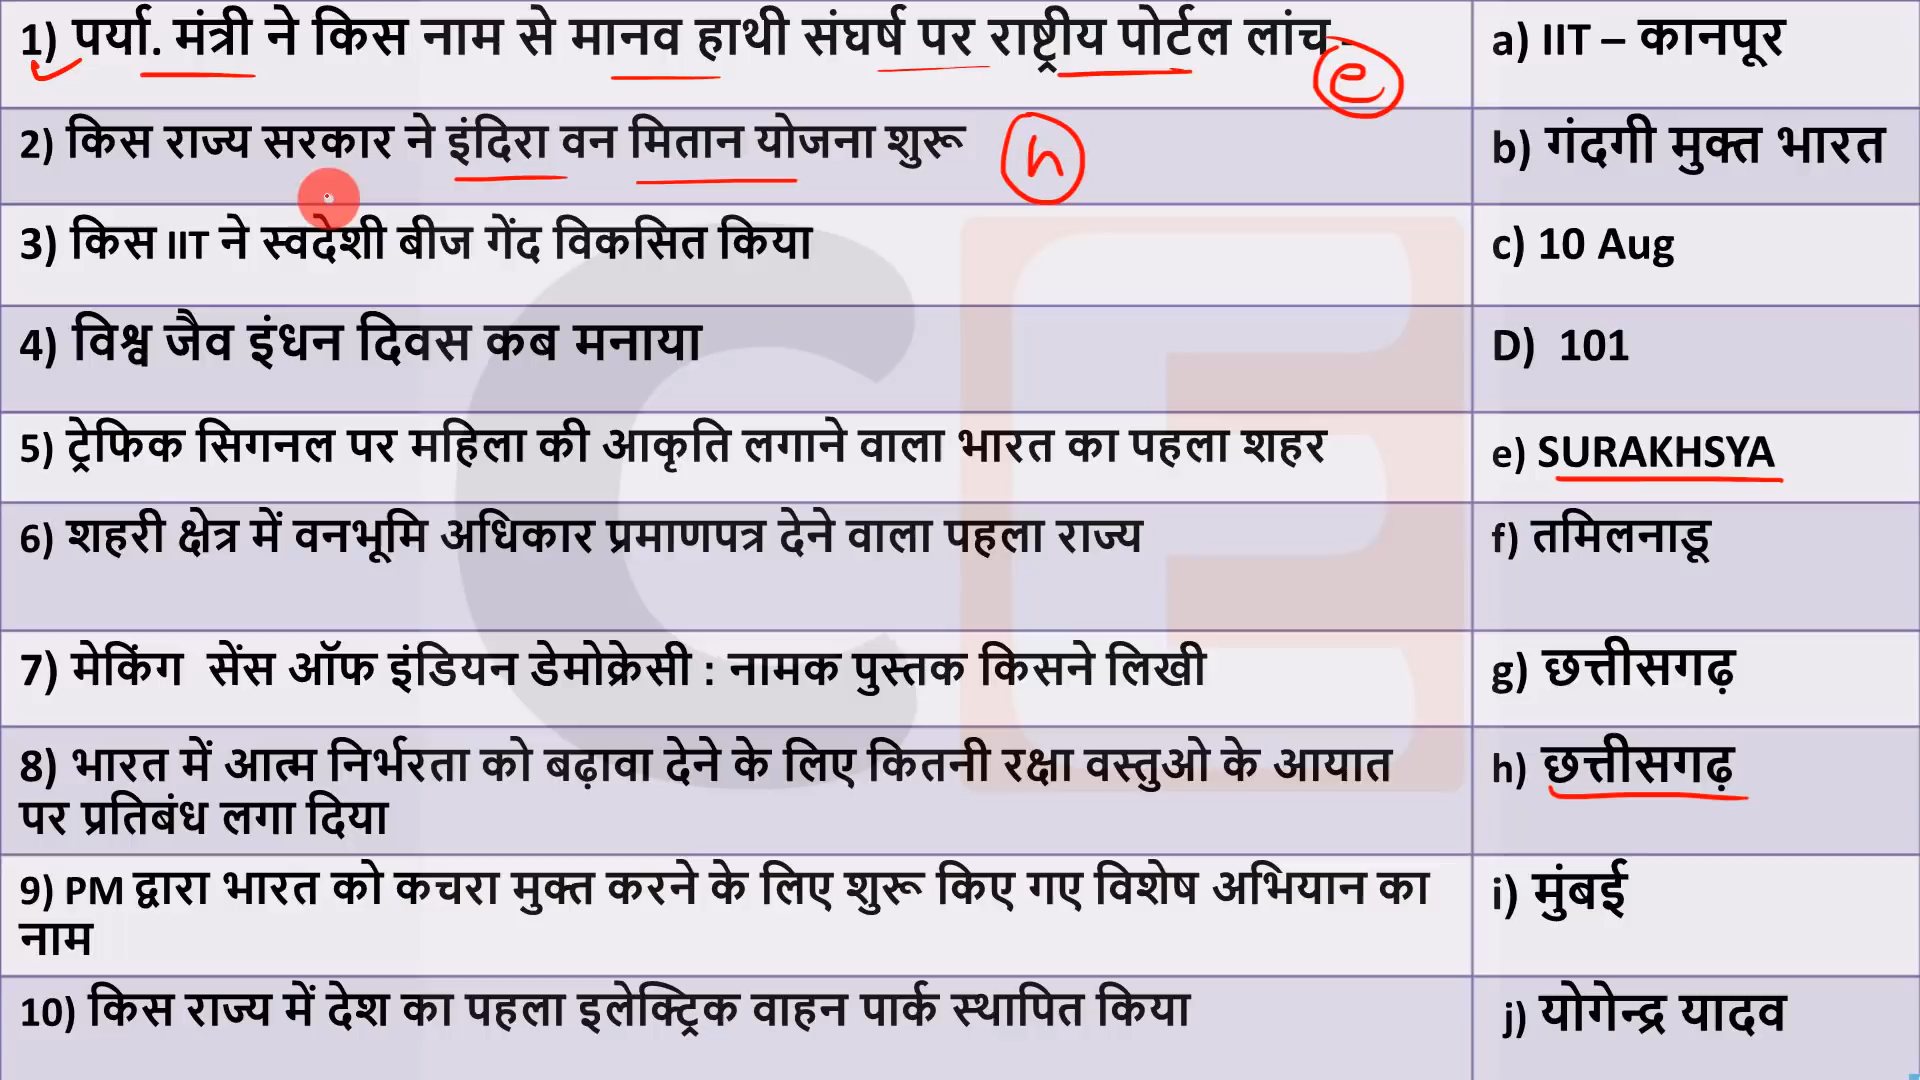 1) पर्या. मंत्री ने किस नाम से मानव हाथी संघर्ष पर राष्ट्रीय पोर्टल लांच -
e
a) IIT – कानपूर
2) किस राज्य सरकार ने इंदिरा वन मितान योजना शुरू
h
b) गंदगी मुक्त भारत
3) किस IIT ने स्वदेशी बीज गेंद विकसित किया
c) 10 Aug
4) विश्व जैव इंधन दिवस कब मनाया
D) 101
5) ट्रेफिक सिगनल पर महिला की आकृति लगाने वाला भारत का पहला शहर
e) SURAKHSYA
6) शहरी क्षेत्र में वनभूमि अधिकार प्रमाणपत्र देने वाला पहला राज्य
f) तमिलनाडू
7) मेकिंग सेंस ऑफ इंडियन डेमोक्रेसी : नामक पुस्तक किसने लिखी
g) छत्तीसगढ़
8) भारत में आत्म निर्भरता को बढ़ावा देने के लिए कितनी रक्षा वस्तुओ के आयात
पर प्रतिबंध लगा दिया
h) छत्तीसगढ़
9) PM द्वारा भारत को कचरा मुक्त करने के लिए शुरू किए गए विशेष अभियान का
नाम
i) मुंबई
10) किस राज्य में देश का पहला इलेक्ट्रिक वाहन पार्क स्थापित किया
j) योगेन्द्र यादव
CE